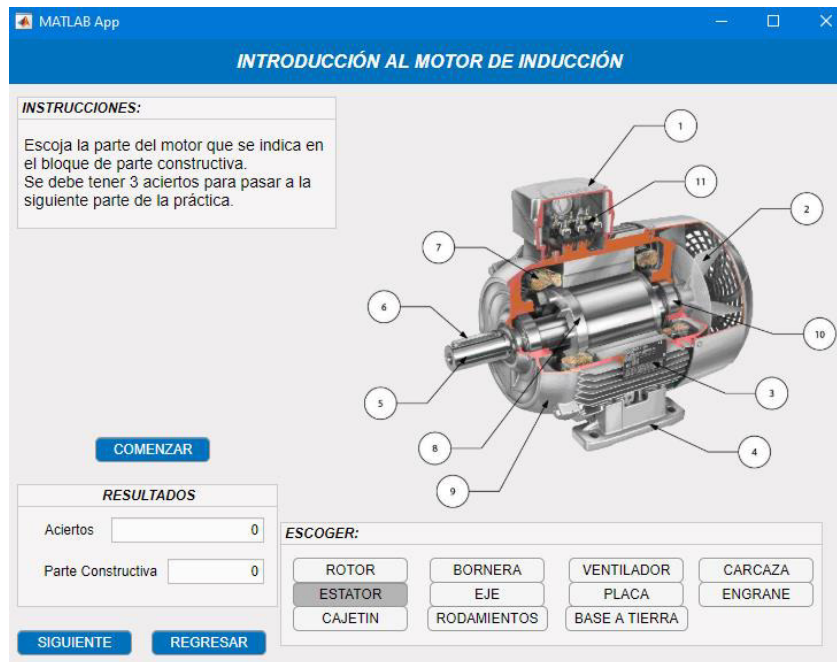 MATLAB App
INTRODUCCIÓN AL MOTOR DE INDUCCIÓN
INSTRUCCIONES:
Escoja la parte del motor que se indica en
el bloque de parte constructiva.
Se debe tener 3 aciertos para pasar a la
siguiente parte de la práctica.
1
11
2
7
6
10
5
3
8
4
9
COMENZAR
RESULTADOS
Aciertos 0
Parte Constructiva 0
SIGUIENTE REGRESAR
ESCOGER:
ROTOR BORNERA VENTILADOR CARCAZA
ESTATOR EJE PLACA ENGRANE
CAJETIN RODAMIENTOS BASE A TIERRA